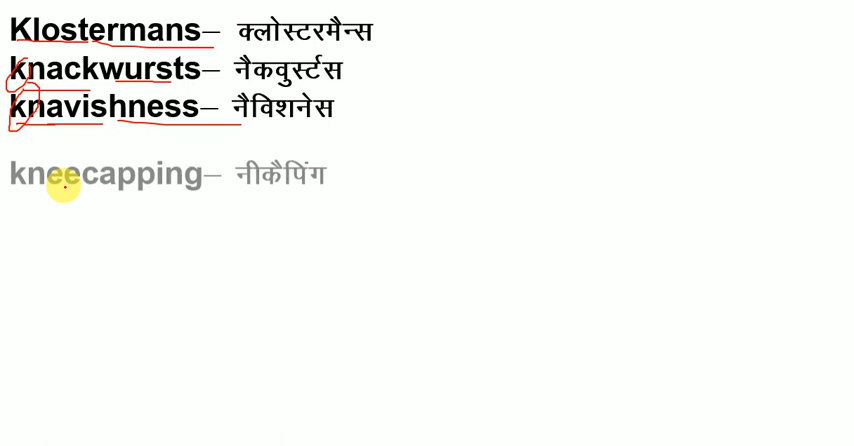 Klostermans– क्लोस्टरमैन्स
knackwursts– नैकवुर्स्टस
knavishness– नैविशनेस
kneecapping– नीकैपिंग